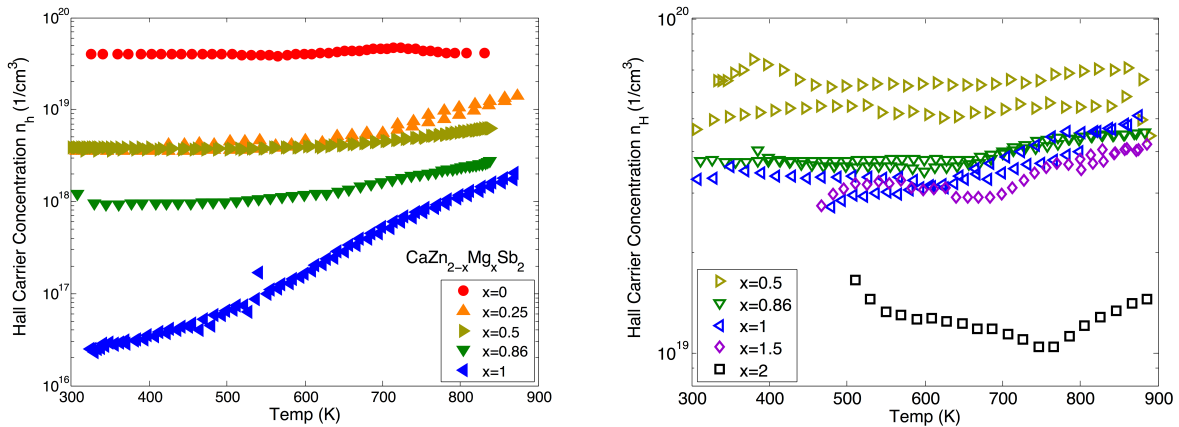 Hall Carrier Concentration n_h (1/cm^3)
10^20
10^19
10^18
10^17
10^16
300 400 500 600 700 800 900
Temp (K)
CaZn_{2-x}Mg_xSb_2
x=0
x=0.25
x=0.5
x=0.86
x=1
Hall Carrier Concentration n_H (1/cm^3)
10^20
10^19
300 400 500 600 700 800 900
Temp (K)
x=0.5
x=0.86
x=1
x=1.5
x=2